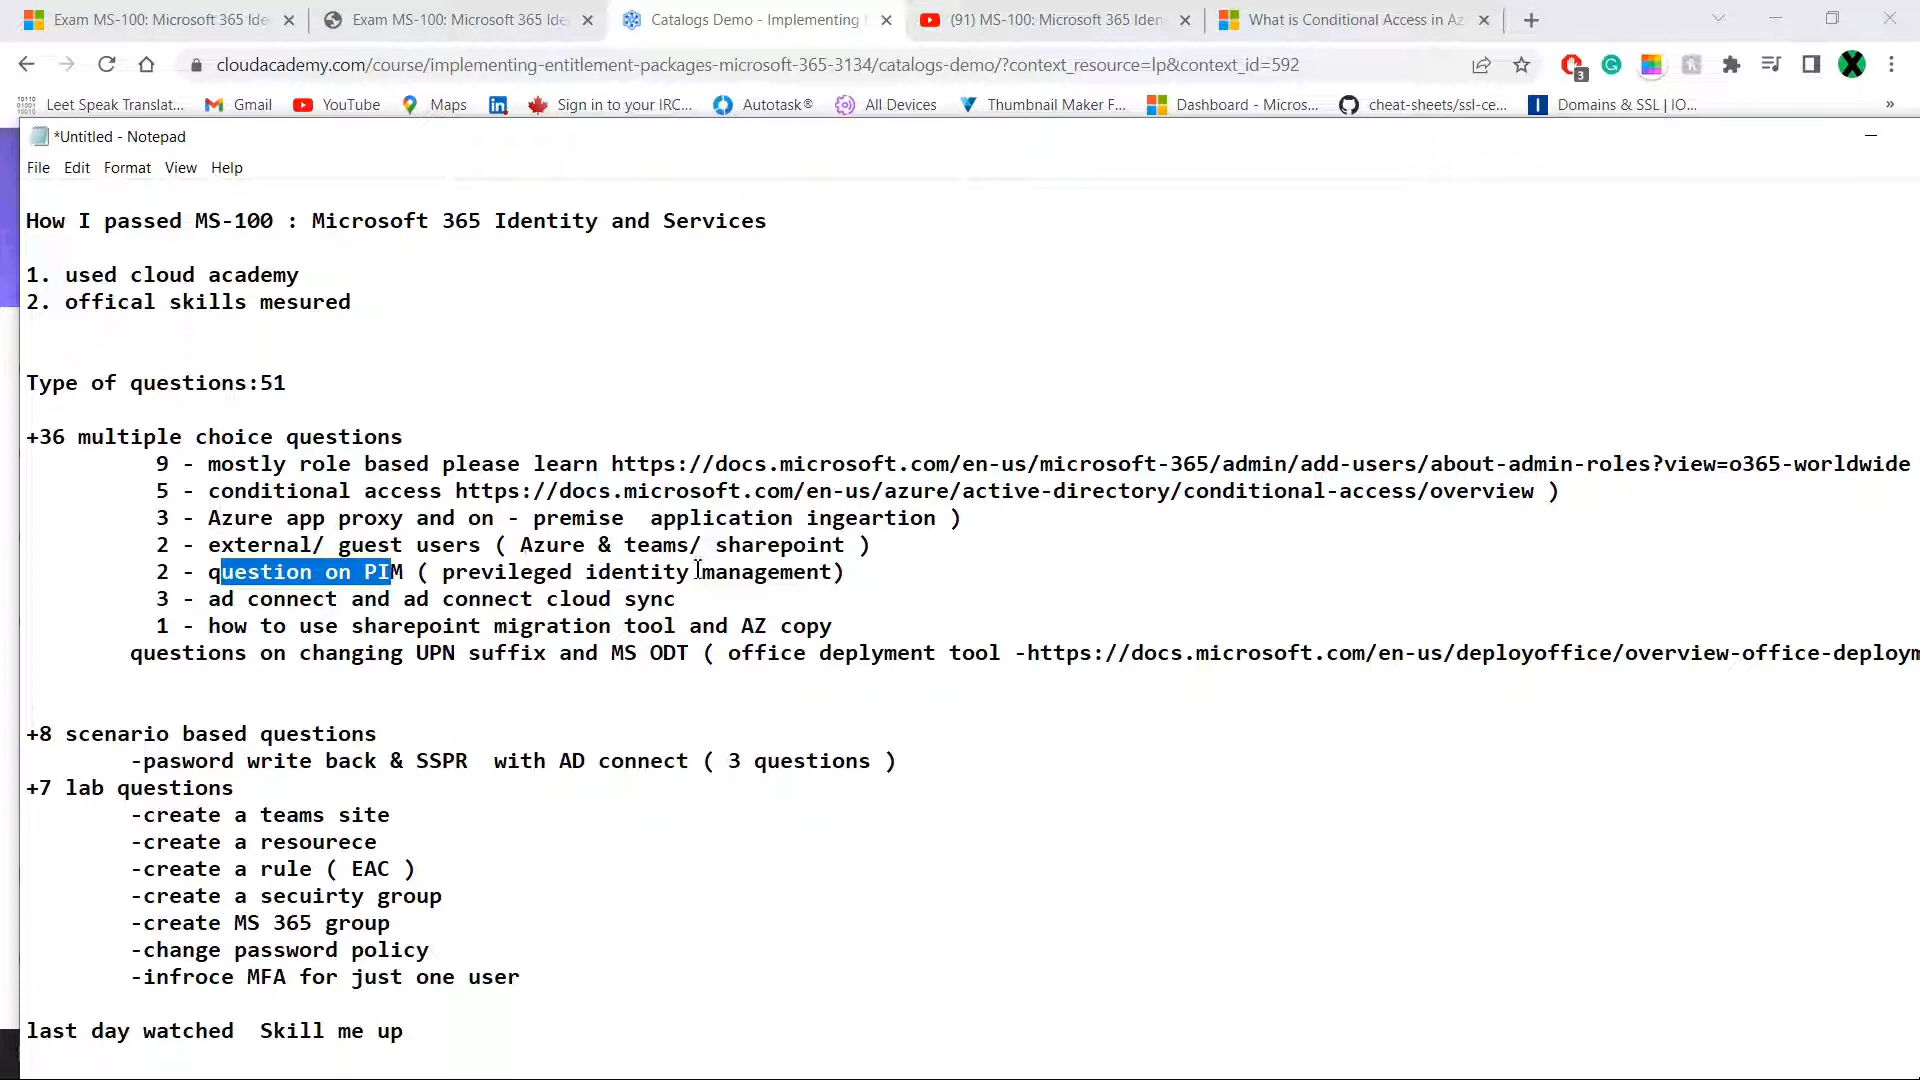 Exam MS-100: Microsoft 365 Ide
Exam MS-100: Microsoft 365 Ide
Catalogs Demo - Implementing
(91) MS-100: Microsoft 365 Iden
What is Conditional Access in Az
cloudacademy.com/course/implementing-entitlement-packages-microsoft-365-3134/catalogs-demo/?context_resource=lp&context_id=592
3
Leet Speak Translat...
Gmail
YouTube
Maps
Sign in to your IRC...
Autotask®
All Devices
Thumbnail Maker F...
Dashboard - Micros...
cheat-sheets/ssl-ce...
Domains & SSL | IO...
*Untitled - Notepad
File Edit Format View Help
How I passed MS-100 : Microsoft 365 Identity and Services
1. used cloud academy
2. offical skills mesured
Type of questions:51
+36 multiple choice questions
9 - mostly role based please learn https://docs.microsoft.com/en-us/microsoft-365/admin/add-users/about-admin-roles?view=o365-worldwide
5 - conditional access https://docs.microsoft.com/en-us/azure/active-directory/conditional-access/overview )
3 - Azure app proxy and on - premise application ingeartion )
2 - external/ guest users ( Azure & teams/ sharepoint )
2 - question on PIM ( previleged identity management)
3 - ad connect and ad connect cloud sync
1 - how to use sharepoint migration tool and AZ copy
questions on changing UPN suffix and MS ODT ( office deplyment tool -https://docs.microsoft.com/en-us/deployoffice/overview-office-deploym
+8 scenario based questions
-pasword write back & SSPR with AD connect ( 3 questions )
+7 lab questions
-create a teams site
-create a resourece
-create a rule ( EAC )
-create a secuirty group
-create MS 365 group
-change password policy
-infroce MFA for just one user
last day watched Skill me up